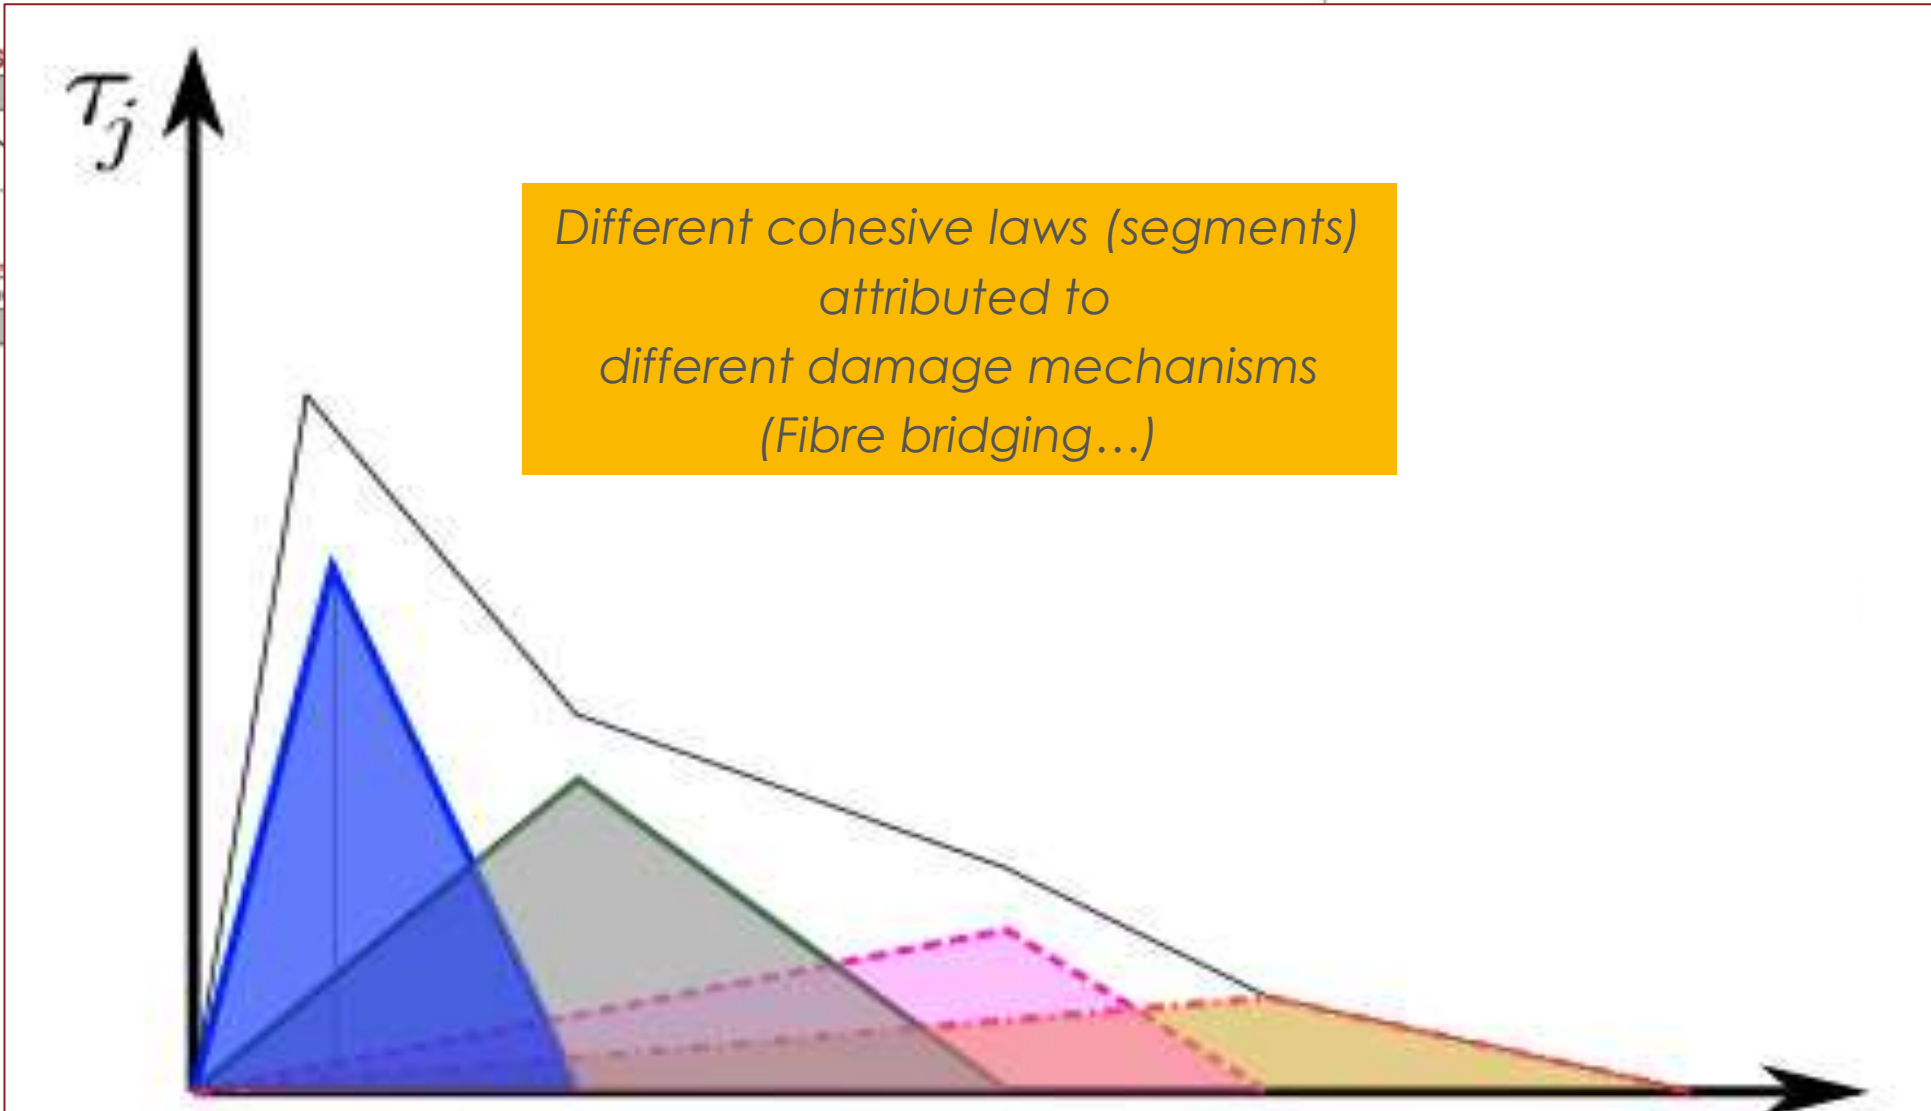 τj
Different cohesive laws (segments)
attributed to
different damage mechanisms
(Fibre bridging…)